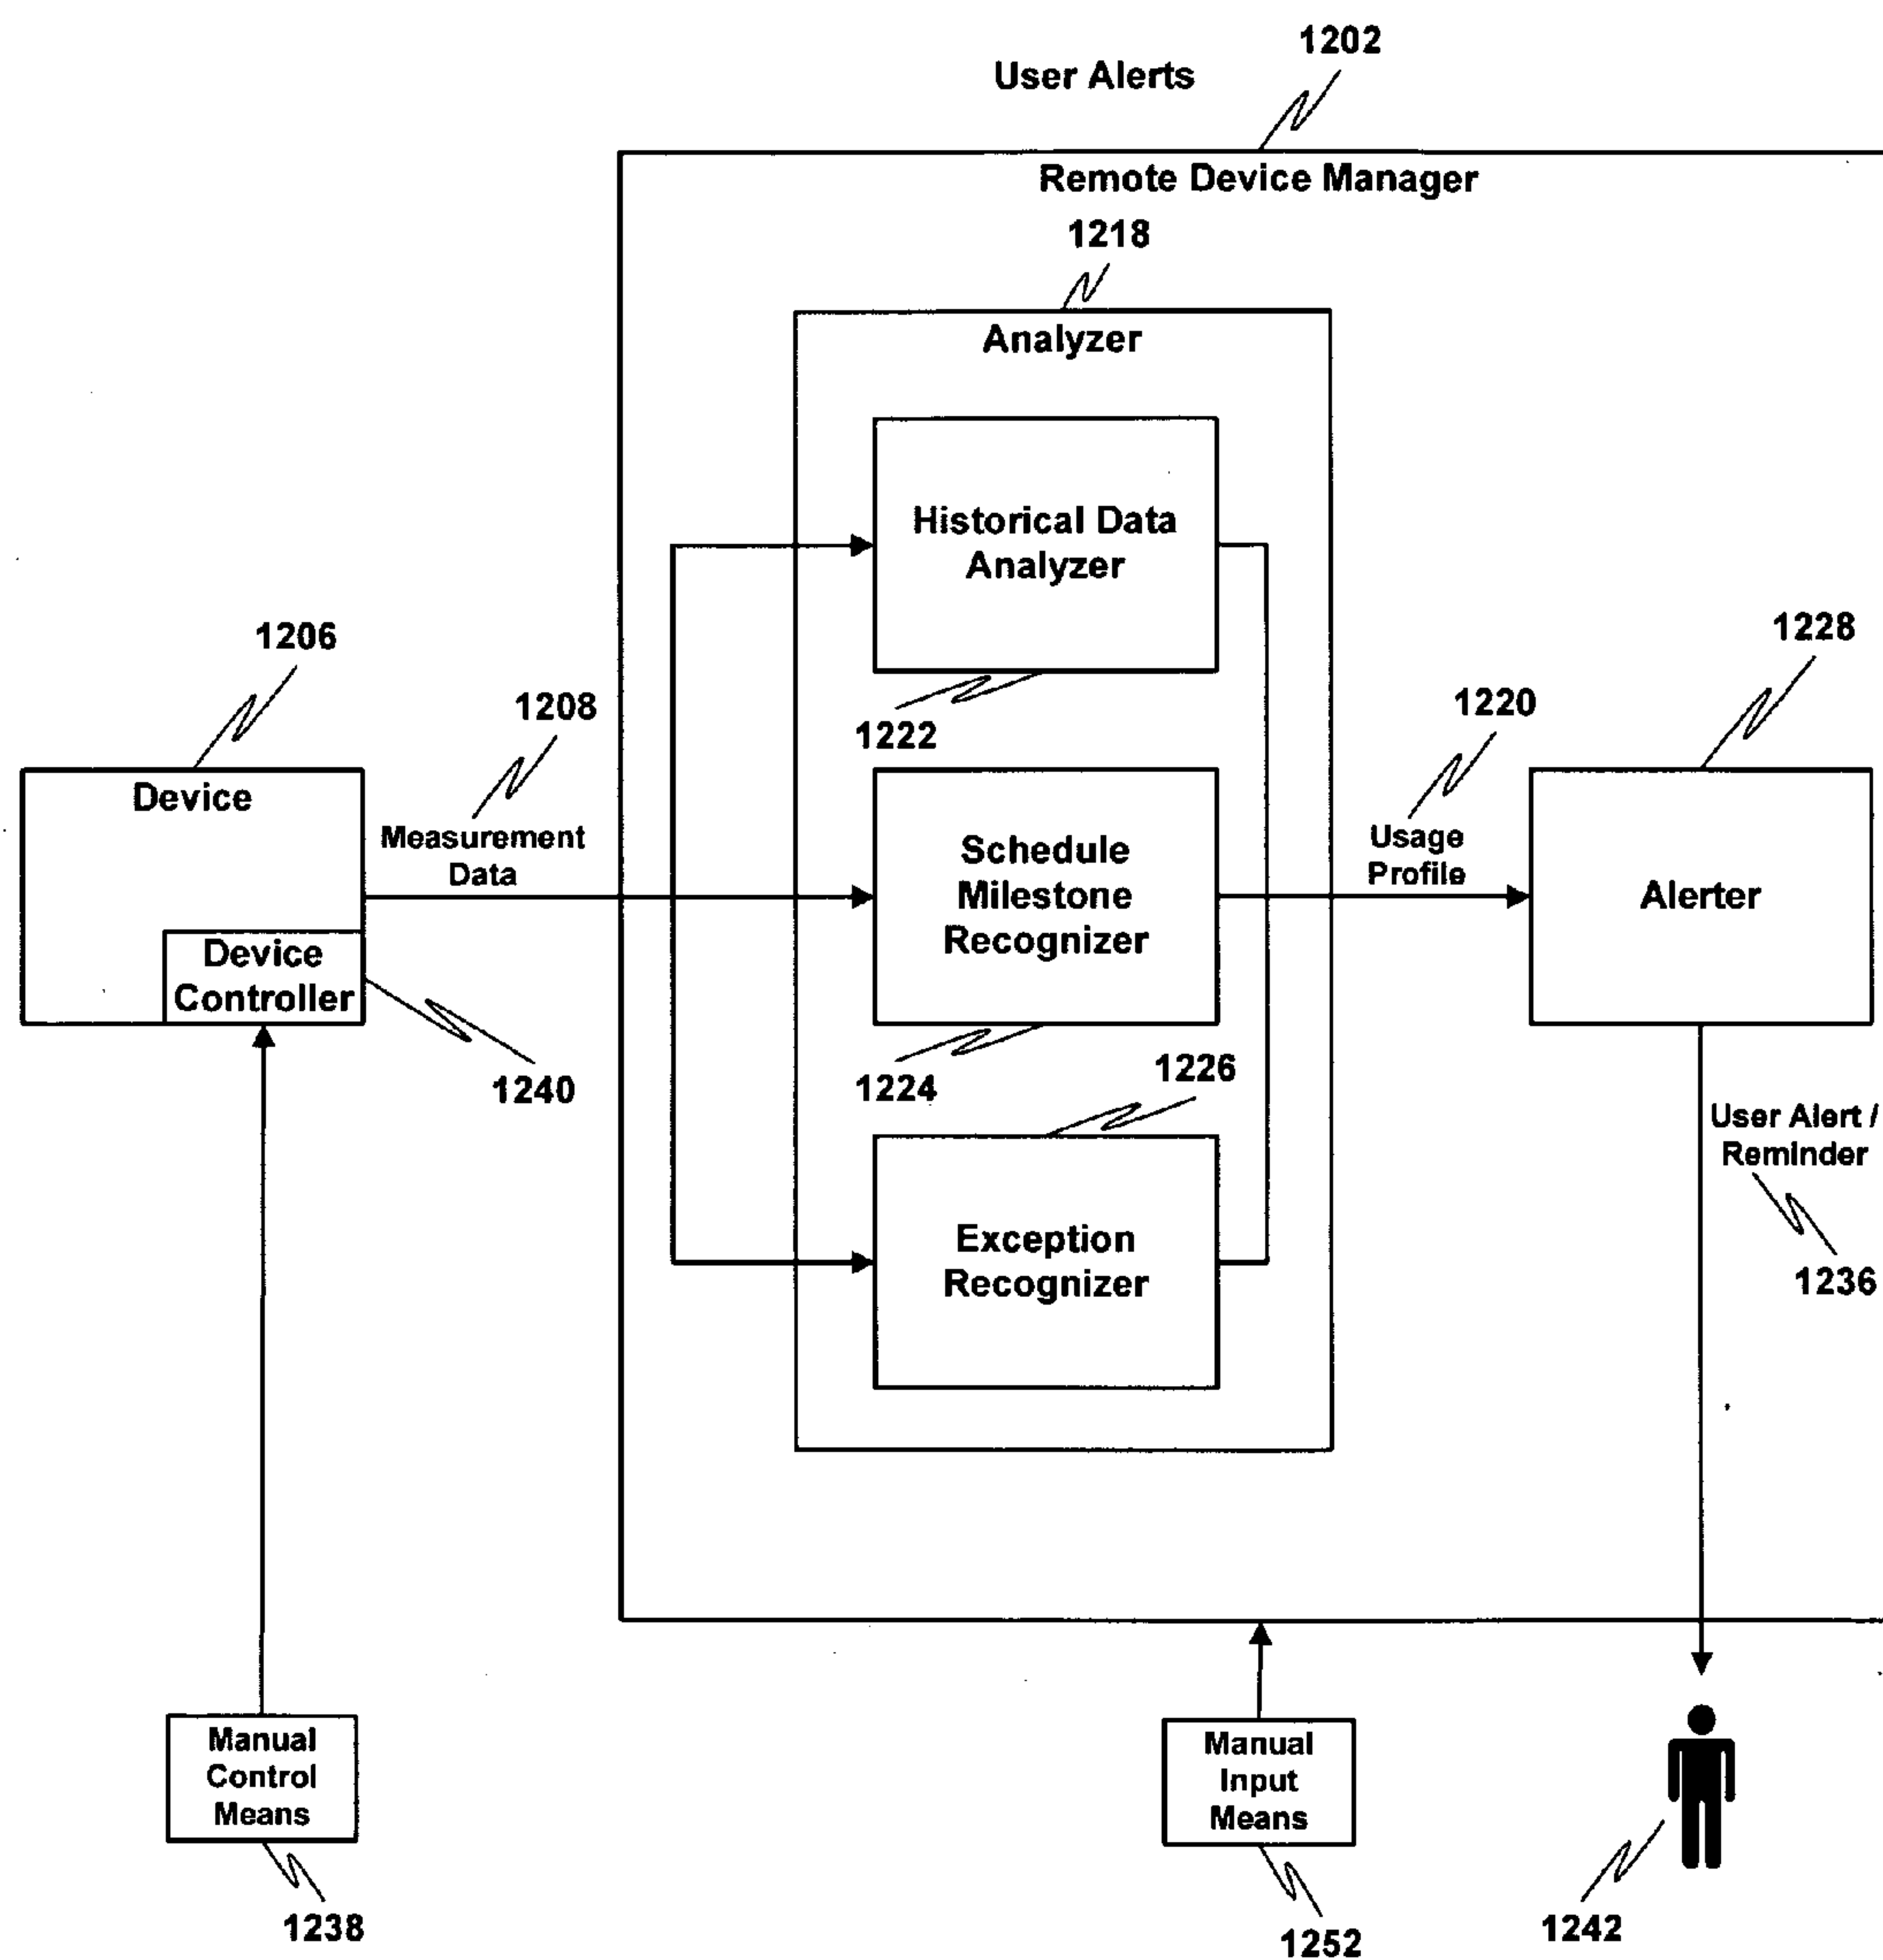 1202
User Alerts
Remote Device Manager
1218
Analyzer
Historical Data
Analyzer
1222
1206
Device
1208
Measurement
Data
Device
Controller
1240
Schedule
Milestone
Recognizer
1224
1226
Exception
Recognizer
1220
Usage
Profile
1228
Alerter
User Alert /
Reminder
1236
Manual
Control
Means
1238
Manual
Input
Means
1252
1242